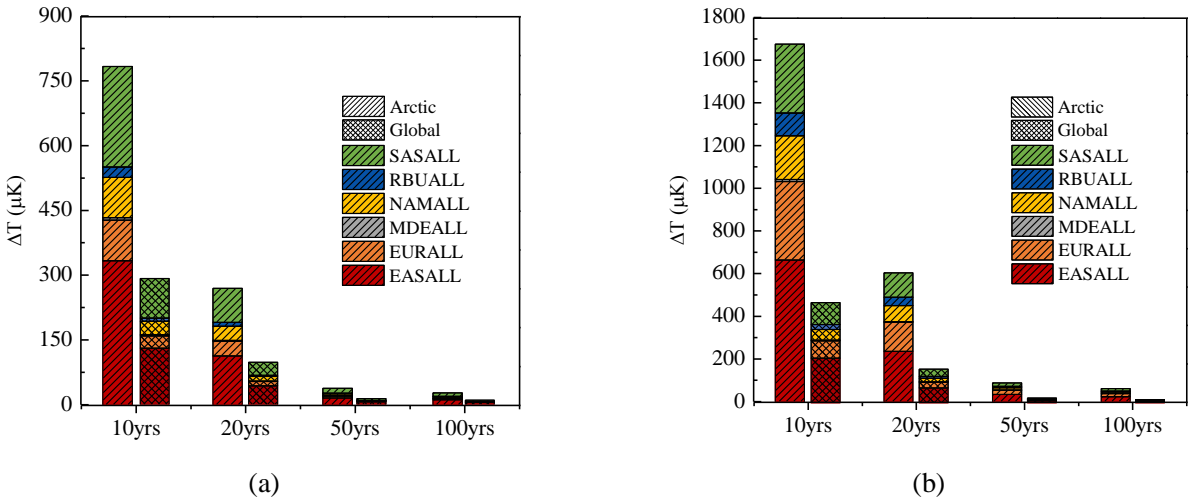 900
750
600
450
300
150
0
ΔT (μK)
Arctic
Global
SASALL
RBUALL
NAMALL
MDEALL
EURALL
EASALL
10yrs
20yrs
50yrs
100yrs
(a)
1800
1600
1400
1200
1000
800
600
400
200
0
ΔT (μK)
Arctic
Global
SASALL
RBUALL
NAMALL
MDEALL
EURALL
EASALL
10yrs
20yrs
50yrs
100yrs
(b)